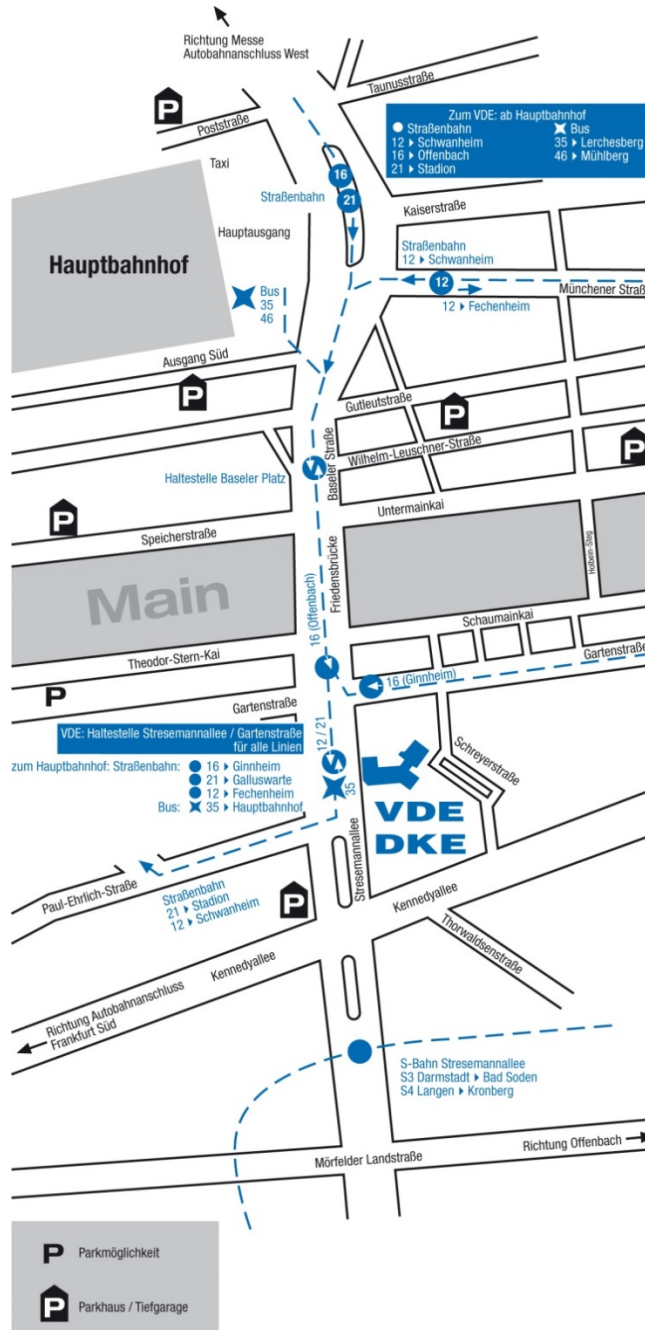 Richtung Messe
Autobahnanschluss West
Taunusstraße
P
Poststraße
Zum VDE: ab Hauptbahnhof
Straßenbahn
12 ▸ Schwanheim
16 ▸ Offenbach
21 ▸ Stadion
Bus
35 ▸ Lerchesberg
46 ▸ Mühlberg
Taxi
16
Straßenbahn
21
Kaiserstraße
Hauptausgang
Hauptbahnhof
Straßenbahn
12 ▸ Schwanheim
12
Münchener Straß
12 ▸ Fechenheim
Bus
35
46
Ausgang Süd
P
Gutleutstraße
P
Baseler Straße
Wilhelm-Leuschner-Straße
P
Haltestelle Baseler Platz
P
Untermainkai
Speicherstraße
Main
Friedensbrücke
16 (Offenbach)
Holbein-Steg
Schaumainkai
Theodor-Stern-Kai
Gartenstraße
16 (Ginnheim)
P
Gartenstraße
VDE: Haltestelle Stresemannallee / Gartenstraße
für alle Linien
12 / 21
Schreyerstraße
zum Hauptbahnhof: Straßenbahn:
16 ▸ Ginnheim
21 ▸ Galluswarte
12 ▸ Fechenheim
Bus:
35 ▸ Hauptbahnhof
35
VDE
DKE
Stresemannallee
Paul-Ehrlich-Straße
Straßenbahn
21 ▸ Stadion
12 ▸ Schwanheim
P
Kennedyallee
Thorwaldsenstraße
Kennedyallee
Richtung Autobahnanschluss
Frankfurt Süd
S-Bahn Stresemannallee
S3 Darmstadt ▸ Bad Soden
S4 Langen ▸ Kronberg
Richtung Offenbach
Mörfelder Landstraße
P Parkmöglichkeit
P Parkhaus / Tiefgarage